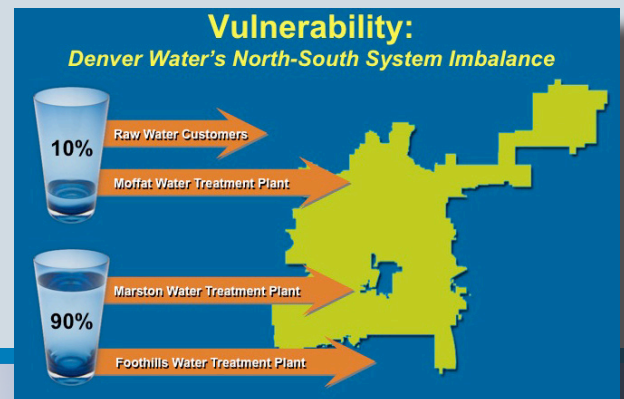 Vulnerability:
Denver Water's North-South System Imbalance
10%
Raw Water Customers
Moffat Water Treatment Plant
90%
Marston Water Treatment Plant
Foothills Water Treatment Plant